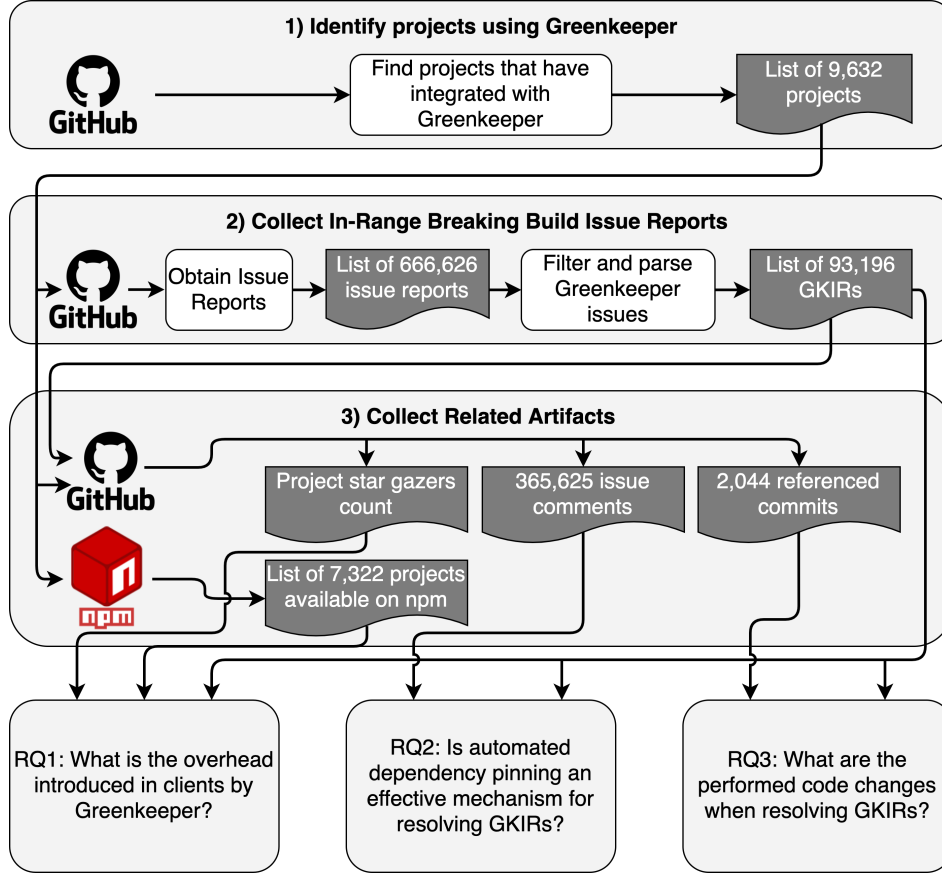 1) Identify projects using Greenkeeper
GitHub
Find projects that have
integrated with
Greenkeeper
List of 9,632
projects
2) Collect In-Range Breaking Build Issue Reports
GitHub
Obtain Issue
Reports
List of 666,626
issue reports
Filter and parse
Greenkeeper
issues
List of 93,196
GKIRs
3) Collect Related Artifacts
GitHub
Project star gazers
count
365,625 issue
comments
2,044 referenced
commits
npm
List of 7,322 projects
available on npm
RQ1: What is the overhead
introduced in clients by
Greenkeeper?
RQ2: Is automated
dependency pinning an
effective mechanism for
resolving GKIRs?
RQ3: What are the
performed code changes
when resolving GKIRs?